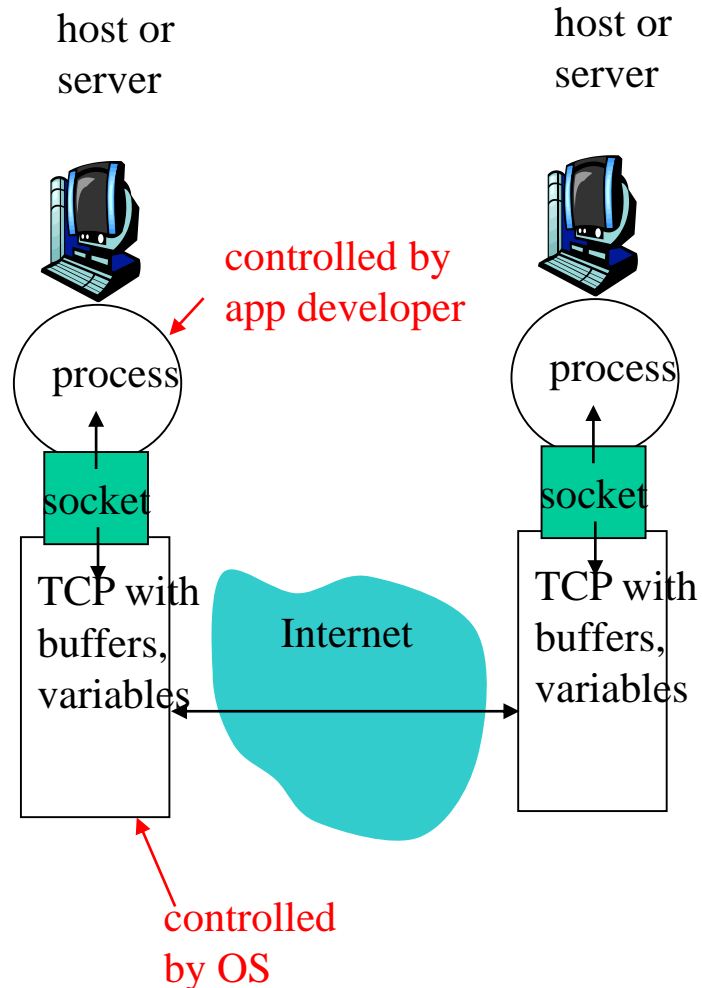 host or
server
host or
server
controlled by
app developer
process
process
socket
socket
TCP with
buffers,
variables
Internet
TCP with
buffers,
variables
controlled
by OS